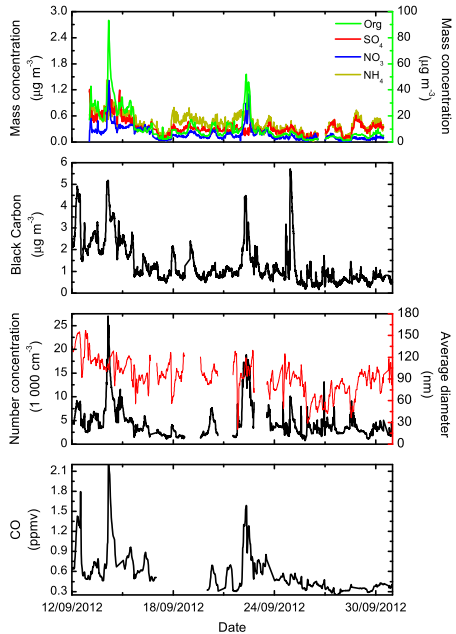 Mass concentration
(µg m⁻³)
3.0
2.4
1.8
1.2
0.6
0.0
Org
SO₄
NO₃
NH₄
100
80
60
40
20
0
Mass concentration
(µg m⁻³)
Black Carbon
(µg m⁻³)
6
5
4
3
2
1
0
Number concentration
(1 000 cm⁻³)
25
20
15
10
5
0
180
150
120
90
60
30
0
Average diameter
(nm)
CO
(ppmv)
2.1
1.8
1.5
1.2
0.9
0.6
0.3
12/09/2012 18/09/2012 24/09/2012 30/09/2012
Date